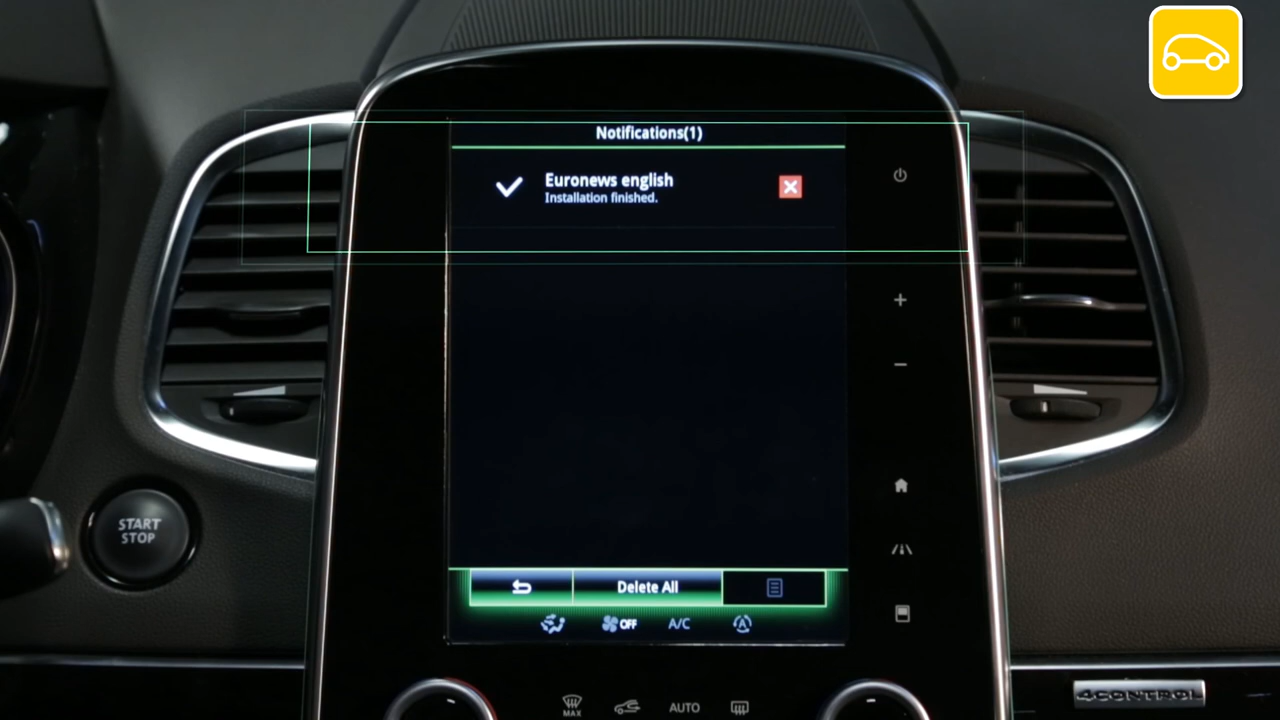 Notifications(1)
Euronews english
Installation finished.
START
STOP
Delete All
OFF
A/C
A
MAX
AUTO
4CONTROL